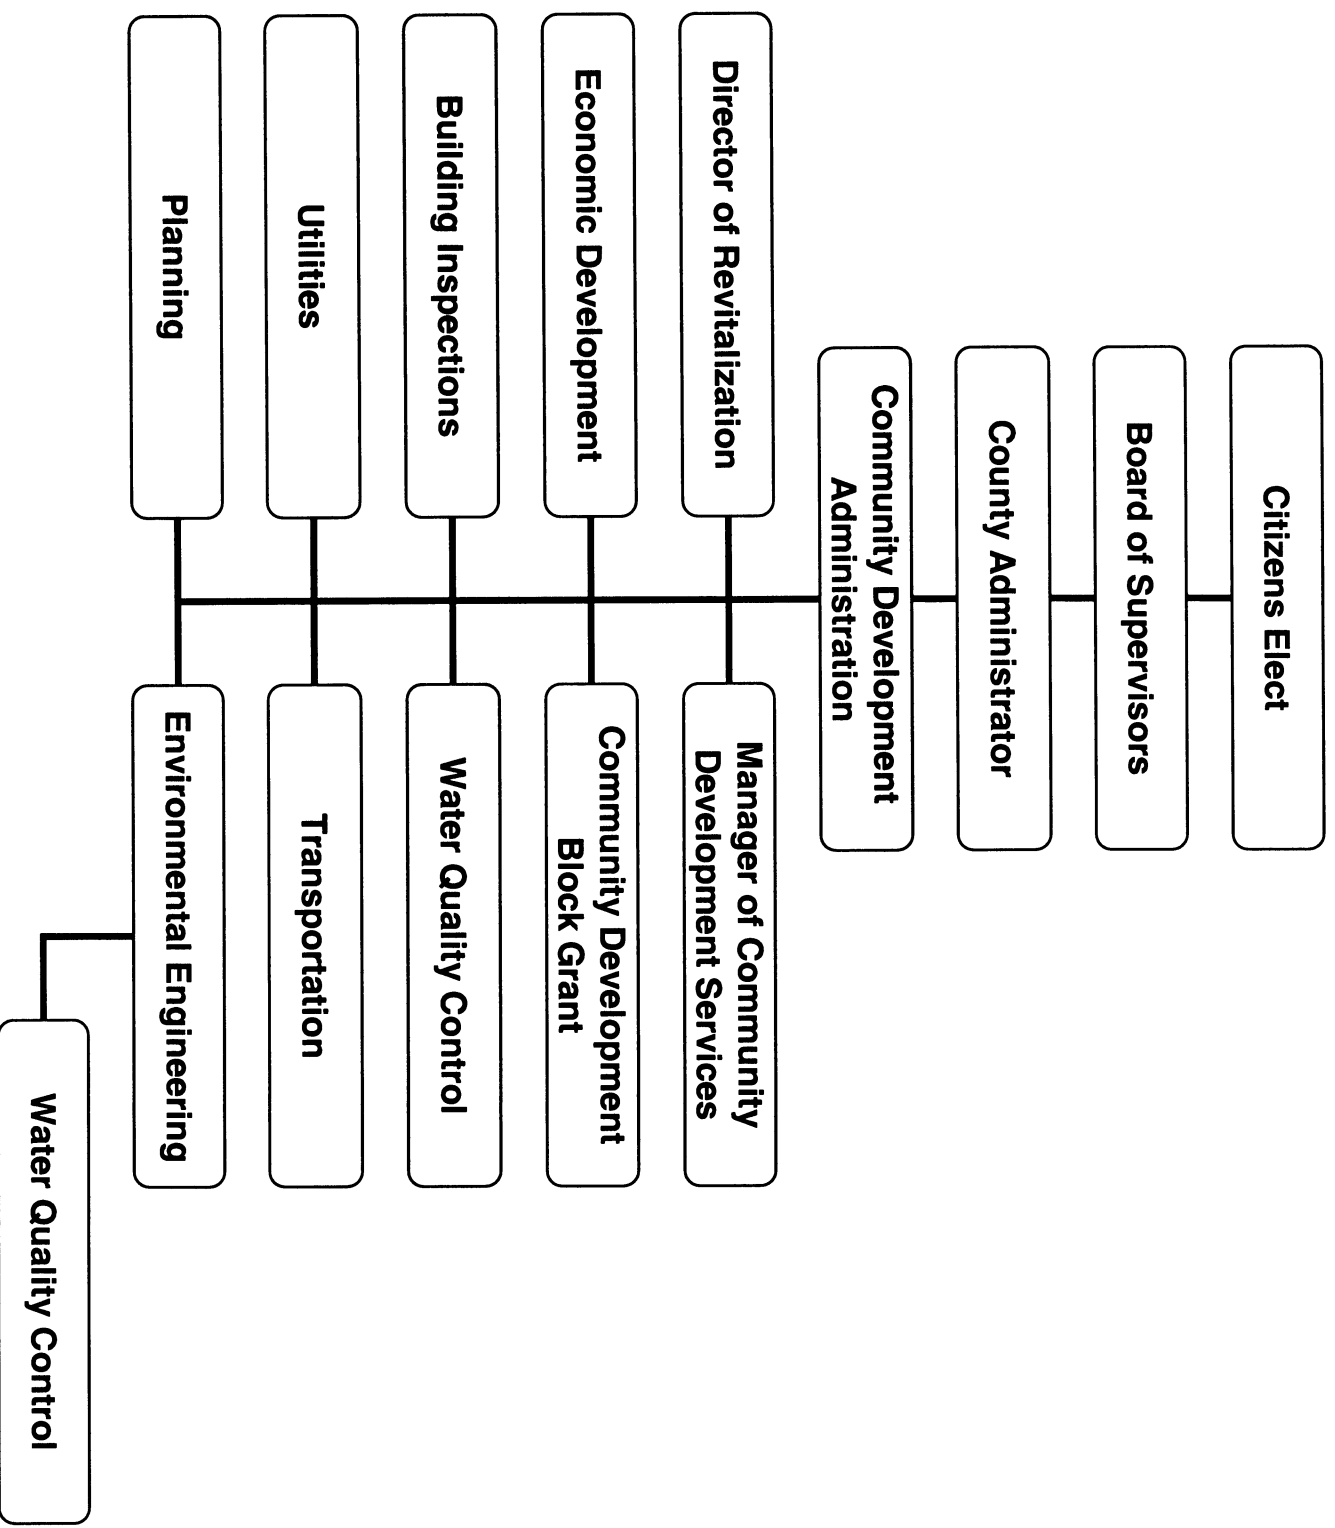 Citizens Elect
Board of Supervisors
County Administrator
Community Development
Administration
Director of Revitalization
Manager of Community
Development Services
Economic Development
Community Development
Block Grant
Building Inspections
Water Quality Control
Utilities
Transportation
Planning
Environmental Engineering
Water Quality Control